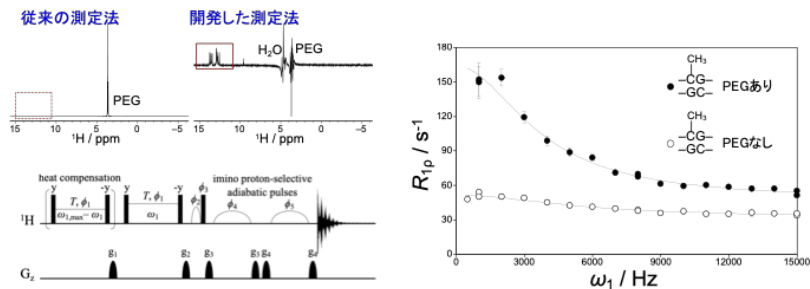 従来の測定法
開発した測定法
PEG
15 10 5 0 -5
¹H / ppm
H₂O PEG
15 10 5 0 -5
¹H / ppm
heat compensation
imino proton-selective
adiabatic pulses
y -y y -y ϕ₃
T, ϕ₁ T, ϕ₁ ϕ₂ ϕ₄ ϕ₅
ω₁,max− ω₁ ω₁
¹H
g₁ g₂ g₃ g₃ g₄ g₄
G_z
R₁ρ / s⁻¹
180
150
120
90
60
30
0
0 3000 6000 9000 12000 15000
ω₁ / Hz
CH₃
–CG–
–GC–
PEGあり
CH₃
–CG–
–GC–
PEGなし